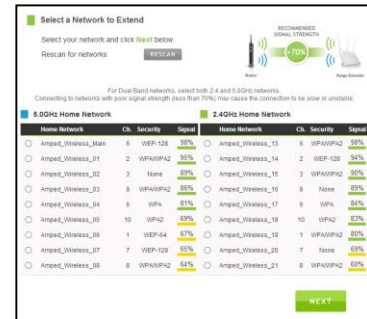 Select a Network to Extend
Select your network and click Next below.
Rescan for networks: RESCAN
RECOMMENDED
SIGNAL STRENGTH
+70%
Router Range Extender
For Dual Band networks, select both 2.4 and 5.0GHz networks.
Connecting to networks with poor signal strength (less than 70%) may cause the connection to be slow or unstable.
5.0GHz Home Network 2.4GHz Home Network
Home Network Ch. Security Signal Home Network Ch. Security Signal
Amped_Wireless_Main 6 WEP-128 98% Amped_Wireless_13 6 WPA/WPA2 98%
Amped_Wireless_01 2 WPA/WPA2 95% Amped_Wireless_14 2 WEP-128 94%
Amped_Wireless_02 3 None 89% Amped_Wireless_15 3 WPA/WPA2 90%
Amped_Wireless_03 8 WPA/WPA2 86% Amped_Wireless_16 8 None 89%
Amped_Wireless_04 6 WPA 81% Amped_Wireless_17 6 WPA 84%
Amped_Wireless_05 10 WPA2 69% Amped_Wireless_18 10 WPA2 83%
Amped_Wireless_06 1 WEP-64 67% Amped_Wireless_19 1 WPA/WPA2 80%
Amped_Wireless_07 7 WEP-128 65% Amped_Wireless_20 7 None 69%
Amped_Wireless_09 8 WPA/WPA2 64% Amped_Wireless_21 8 WPA/WPA2 60%
NEXT